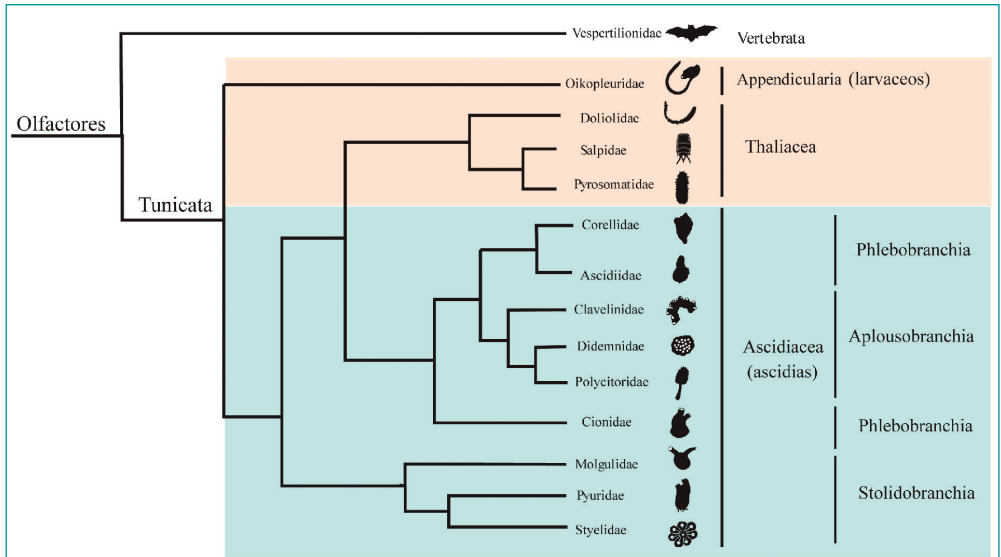 Vespertilionidae
Vertebrata
Oikopleuridae
Appendicularia (larvaceos)
Olfactores
Doliolidae
Salpidae
Thaliacea
Pyrosomatidae
Tunicata
Corellidae
Phlebobranchia
Ascidiidae
Clavelinidae
Didemnidae
Aplousobranchia
Ascidiacea
(ascidias)
Polycitoridae
Cionidae
Phlebobranchia
Molgulidae
Pyuridae
Stolidobranchia
Styelidae